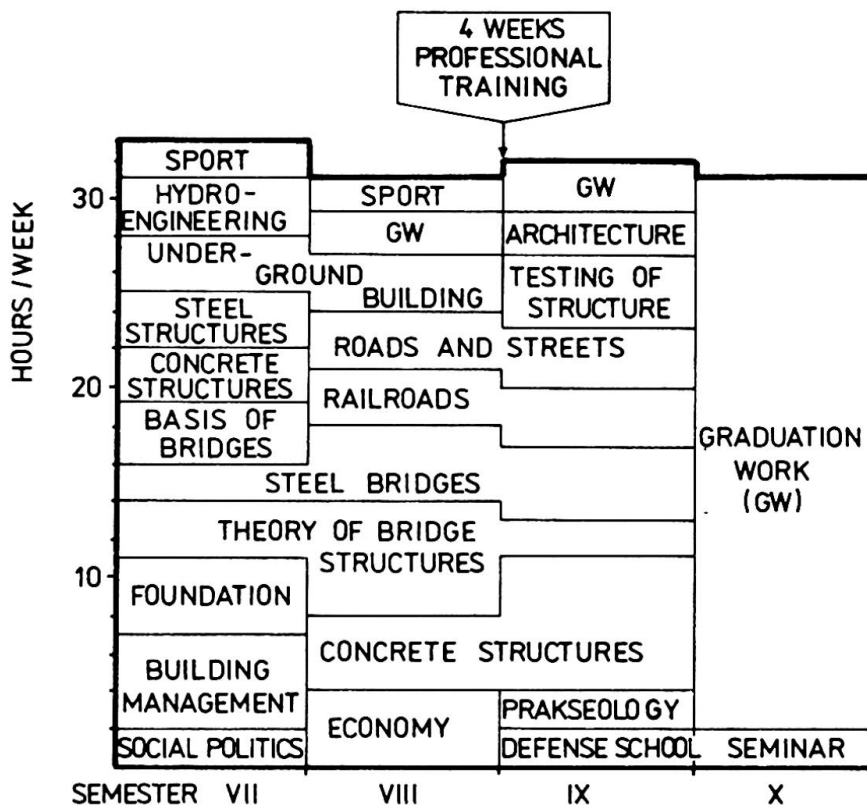 4 WEEKS
PROFESSIONAL
TRAINING
HOURS/WEEK
30
20
10
SPORT
HYDRO-
ENGINEERING
UNDER-
GROUND
BUILDING
STEEL
STRUCTURES
CONCRETE
STRUCTURES
BASIS OF
BRIDGES
SPORT
GW
GW
ARCHITECTURE
TESTING OF
STRUCTURE
ROADS AND STREETS
RAILROADS
STEEL BRIDGES
THEORY OF BRIDGE
STRUCTURES
FOUNDATION
BUILDING
MANAGEMENT
SOCIAL POLITICS
CONCRETE STRUCTURES
ECONOMY
PRAKSEOLOGY
DEFENSE SCHOOL
GRADUATION
WORK
(GW)
SEMINAR
SEMESTER VII VIII IX X